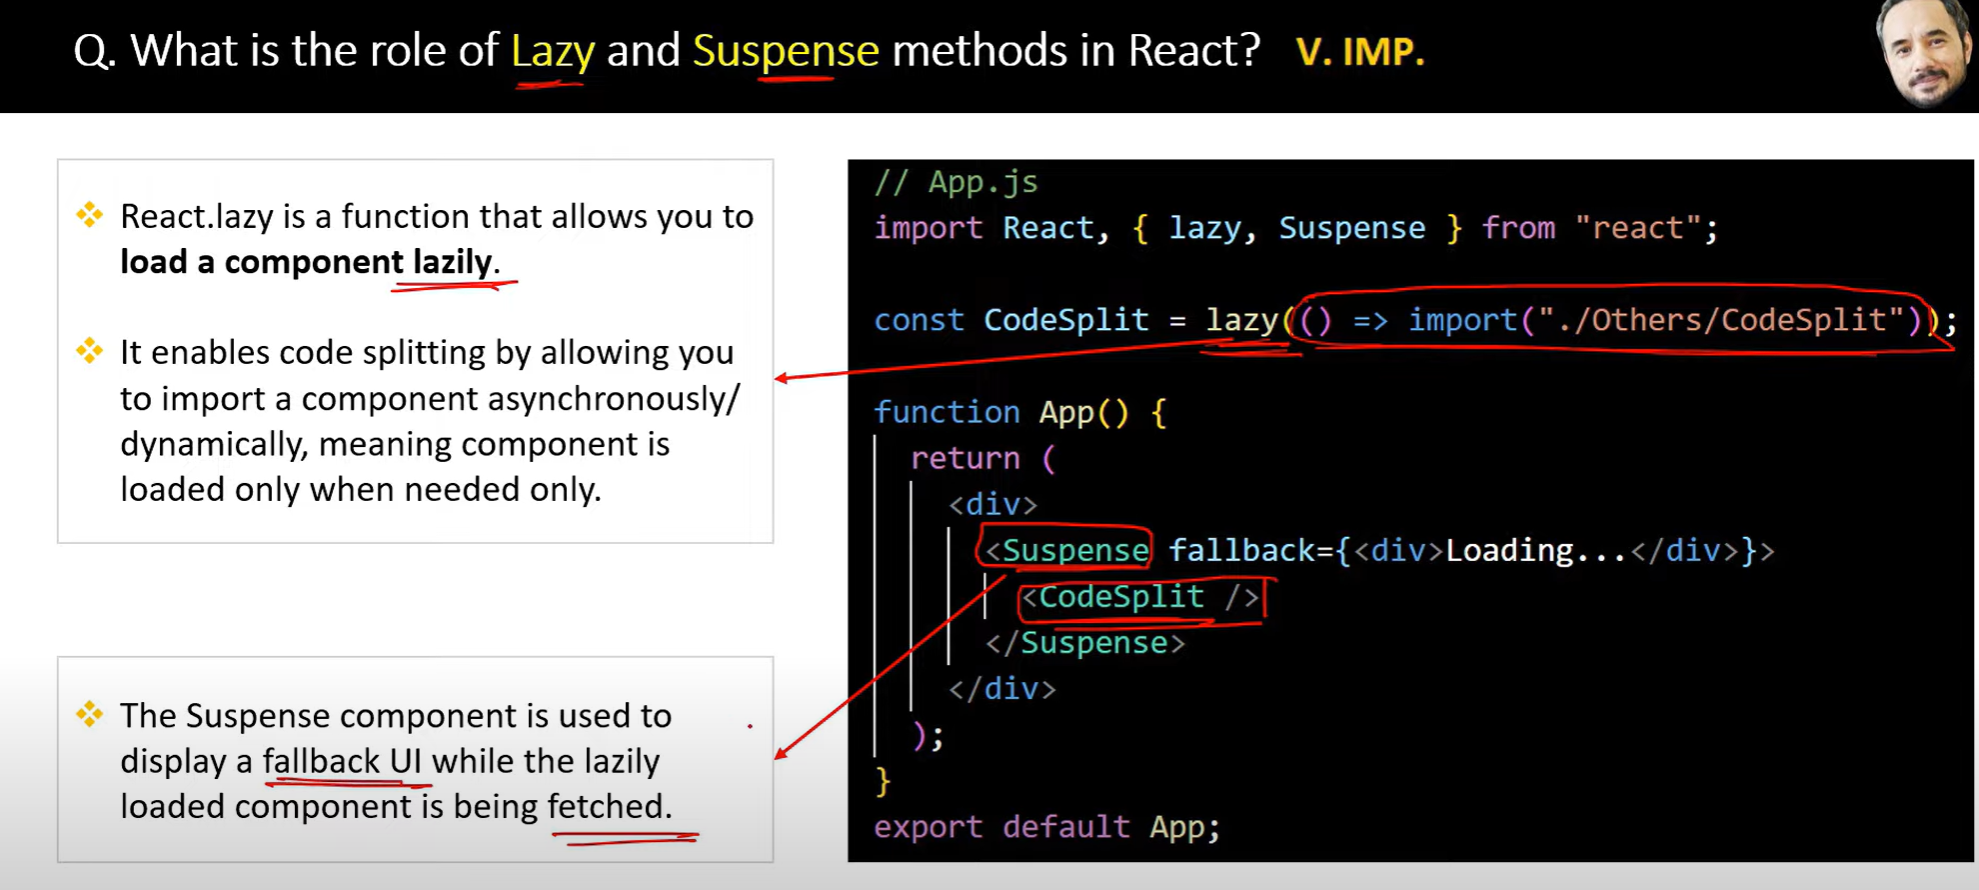 Q. What is the role of Lazy and Suspense methods in React? V. IMP.
React.lazy is a function that allows you to
load a component lazily.
It enables code splitting by allowing you
to import a component asynchronously/
dynamically, meaning component is
loaded only when needed only.
The Suspense component is used to
display a fallback UI while the lazily
loaded component is being fetched.
// App.js
import React, { lazy, Suspense } from "react";
const CodeSplit = lazy(() => import("./Others/CodeSplit"));
function App() {
return (
<div>
<Suspense fallback={<div>Loading...</div>}>
<CodeSplit />
</Suspense>
</div>
);
}
export default App;